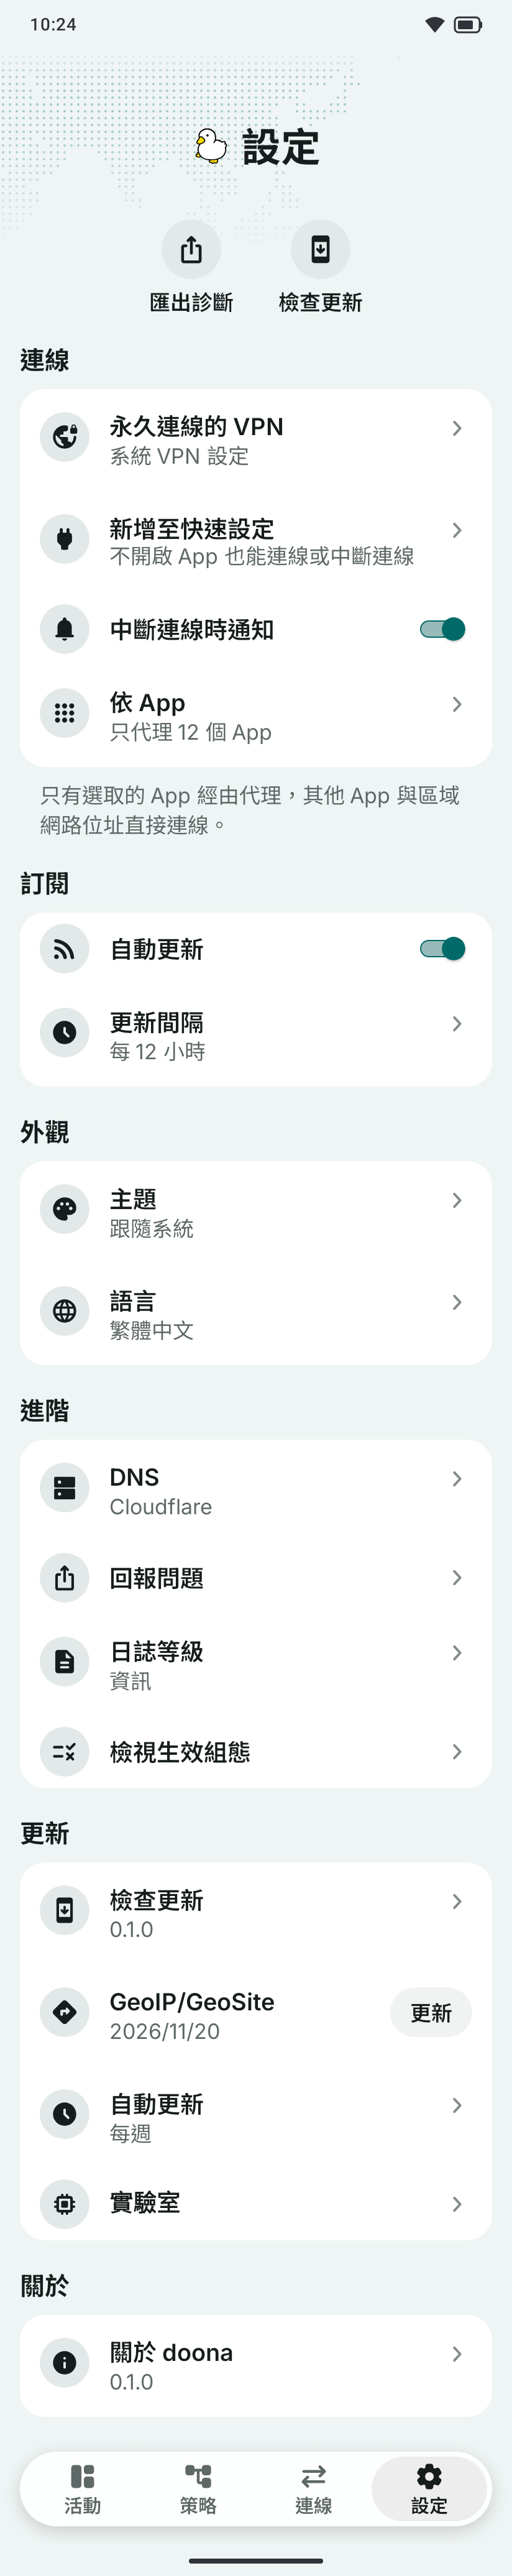 10:24
設定
匯出診斷
檢查更新
連線
永久連線的 VPN
系統 VPN 設定
新增至快速設定
不開啟 App 也能連線或中斷連線
中斷連線時通知
依 App
只代理 12 個 App
只有選取的 App 經由代理，其他 App 與區域
網路位址直接連線。
訂閱
自動更新
更新間隔
每 12 小時
外觀
主題
跟隨系統
語言
繁體中文
進階
DNS
Cloudflare
回報問題
日誌等級
資訊
檢視生效組態
更新
檢查更新
0.1.0
GeoIP/GeoSite
2026/11/20
更新
自動更新
每週
實驗室
關於
關於 doona
0.1.0
活動
策略
連線
設定